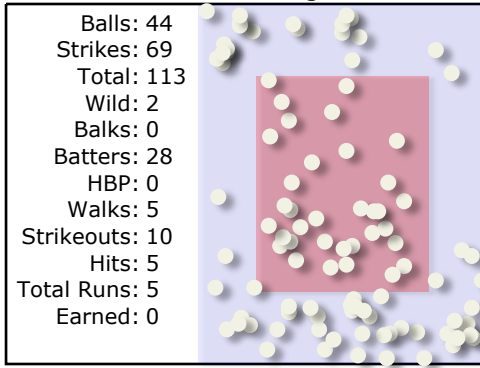 Balls: 44
Strikes: 69
Total: 113
Wild: 2
Balks: 0
Batters: 28
HBP: 0
Walks: 5
Strikeouts: 10
Hits: 5
Total Runs: 5
Earned: 0